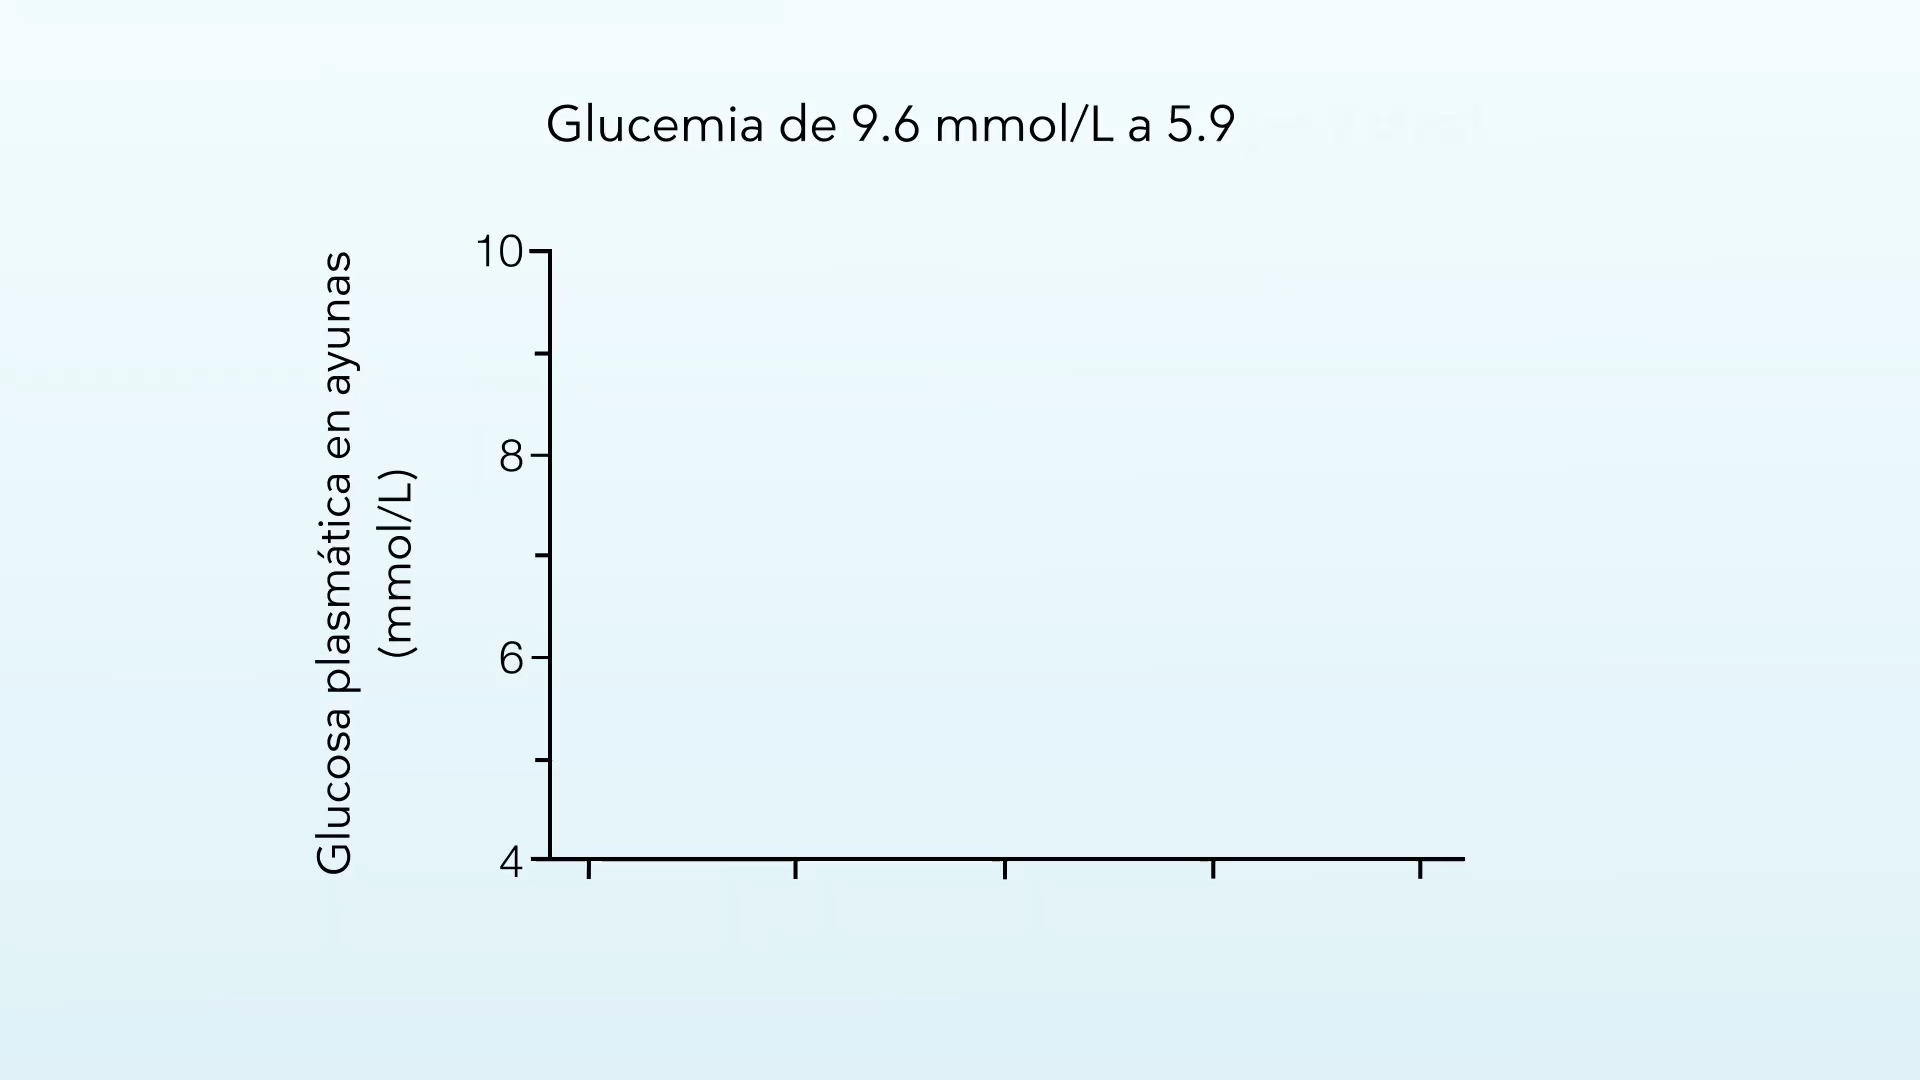 Glucemia de 9.6 mmol/L a 5.9
Glucosa plasmática en ayunas
(mmol/L)
10
8
6
4